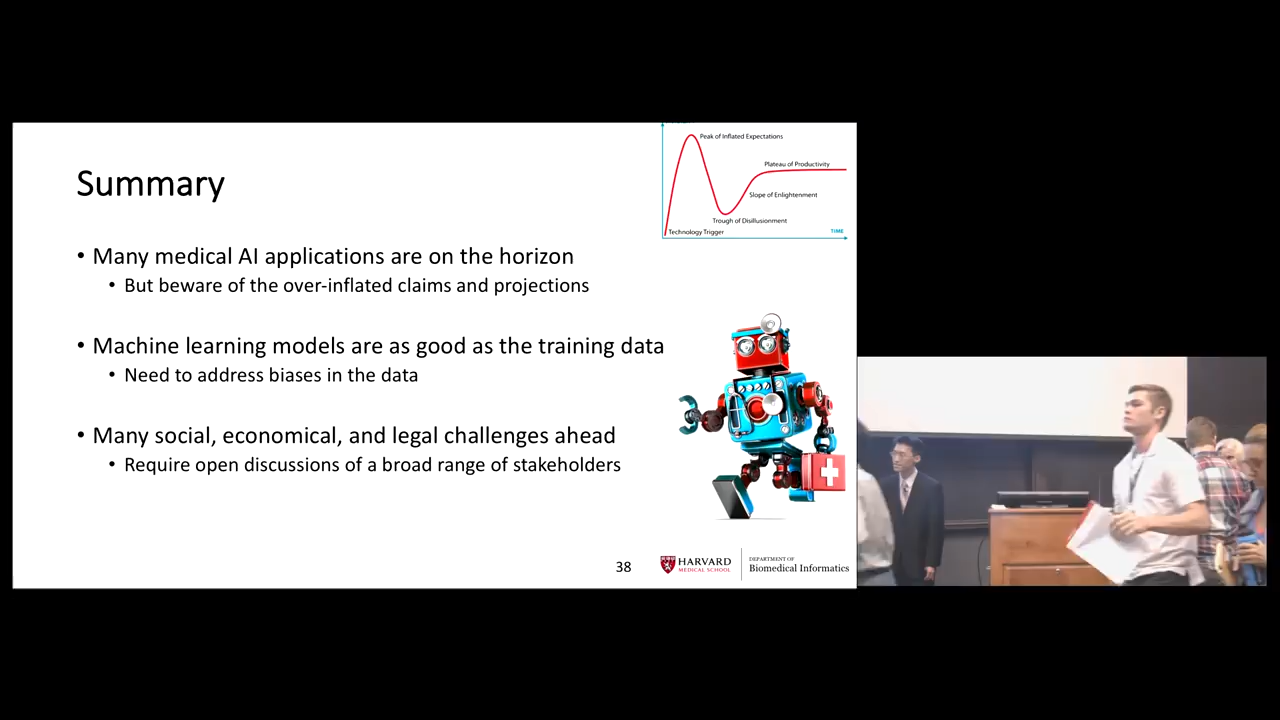 Summary
Peak of Inflated Expectations
Plateau of Productivity
Slope of Enlightenment
Trough of Disillusionment
Technology Trigger
TIME
• Many medical AI applications are on the horizon
• But beware of the over-inflated claims and projections
• Machine learning models are as good as the training data
• Need to address biases in the data
• Many social, economical, and legal challenges ahead
• Require open discussions of a broad range of stakeholders
38
HARVARD
MEDICAL SCHOOL
DEPARTMENT OF
Biomedical Informatics